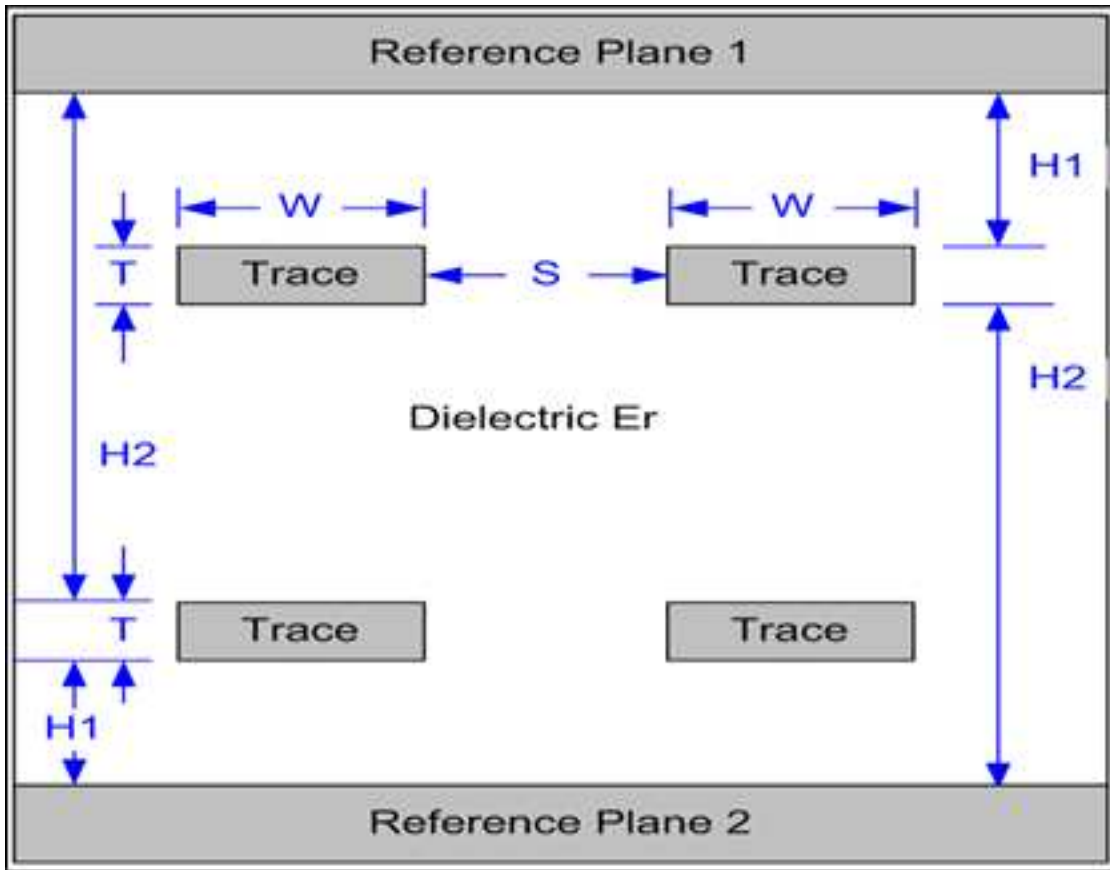 Reference Plane 1
H1
W
W
T
Trace
S
Trace
H2
Dielectric Er
H2
T
Trace
Trace
H1
Reference Plane 2